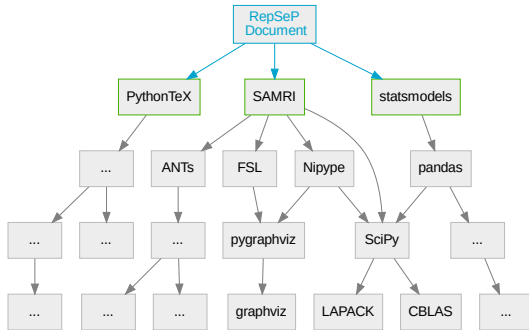 RepSeP
Document
PythonTeX
SAMRI
statsmodels
...
ANTs
FSL
Nipype
pandas
...
...
...
pygraphviz
SciPy
...
...
...
...
graphviz
LAPACK
CBLAS
...